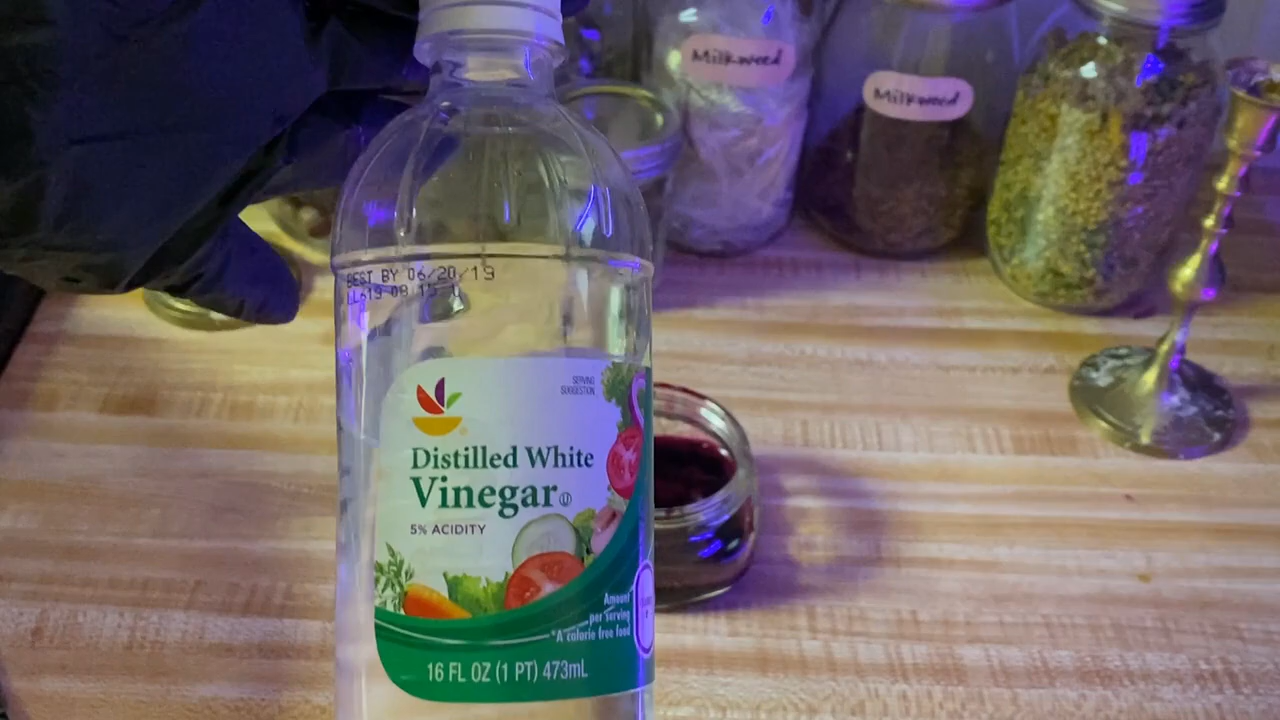 Milkweed
Milkweed
BEST BY 06/20/19
SERVING
SUGGESTION
Distilled White
Vinegar
5% ACIDITY
Amount
per serving
*A calorie free food
16 FL OZ (1 PT) 473mL